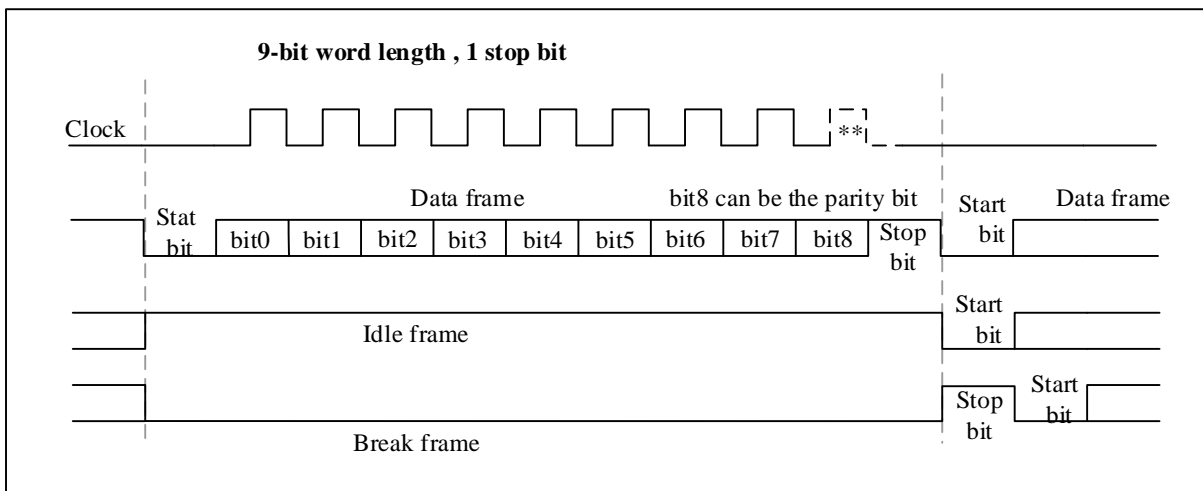 9-bit word length , 1 stop bit
Clock
**
Data frame
bit8 can be the parity bit
Data frame
Stat
bit
bit0
bit1
bit2
bit3
bit4
bit5
bit6
bit7
bit8
Stop
bit
Start
bit
Idle frame
Start
bit
Break frame
Stop
bit
Start
bit